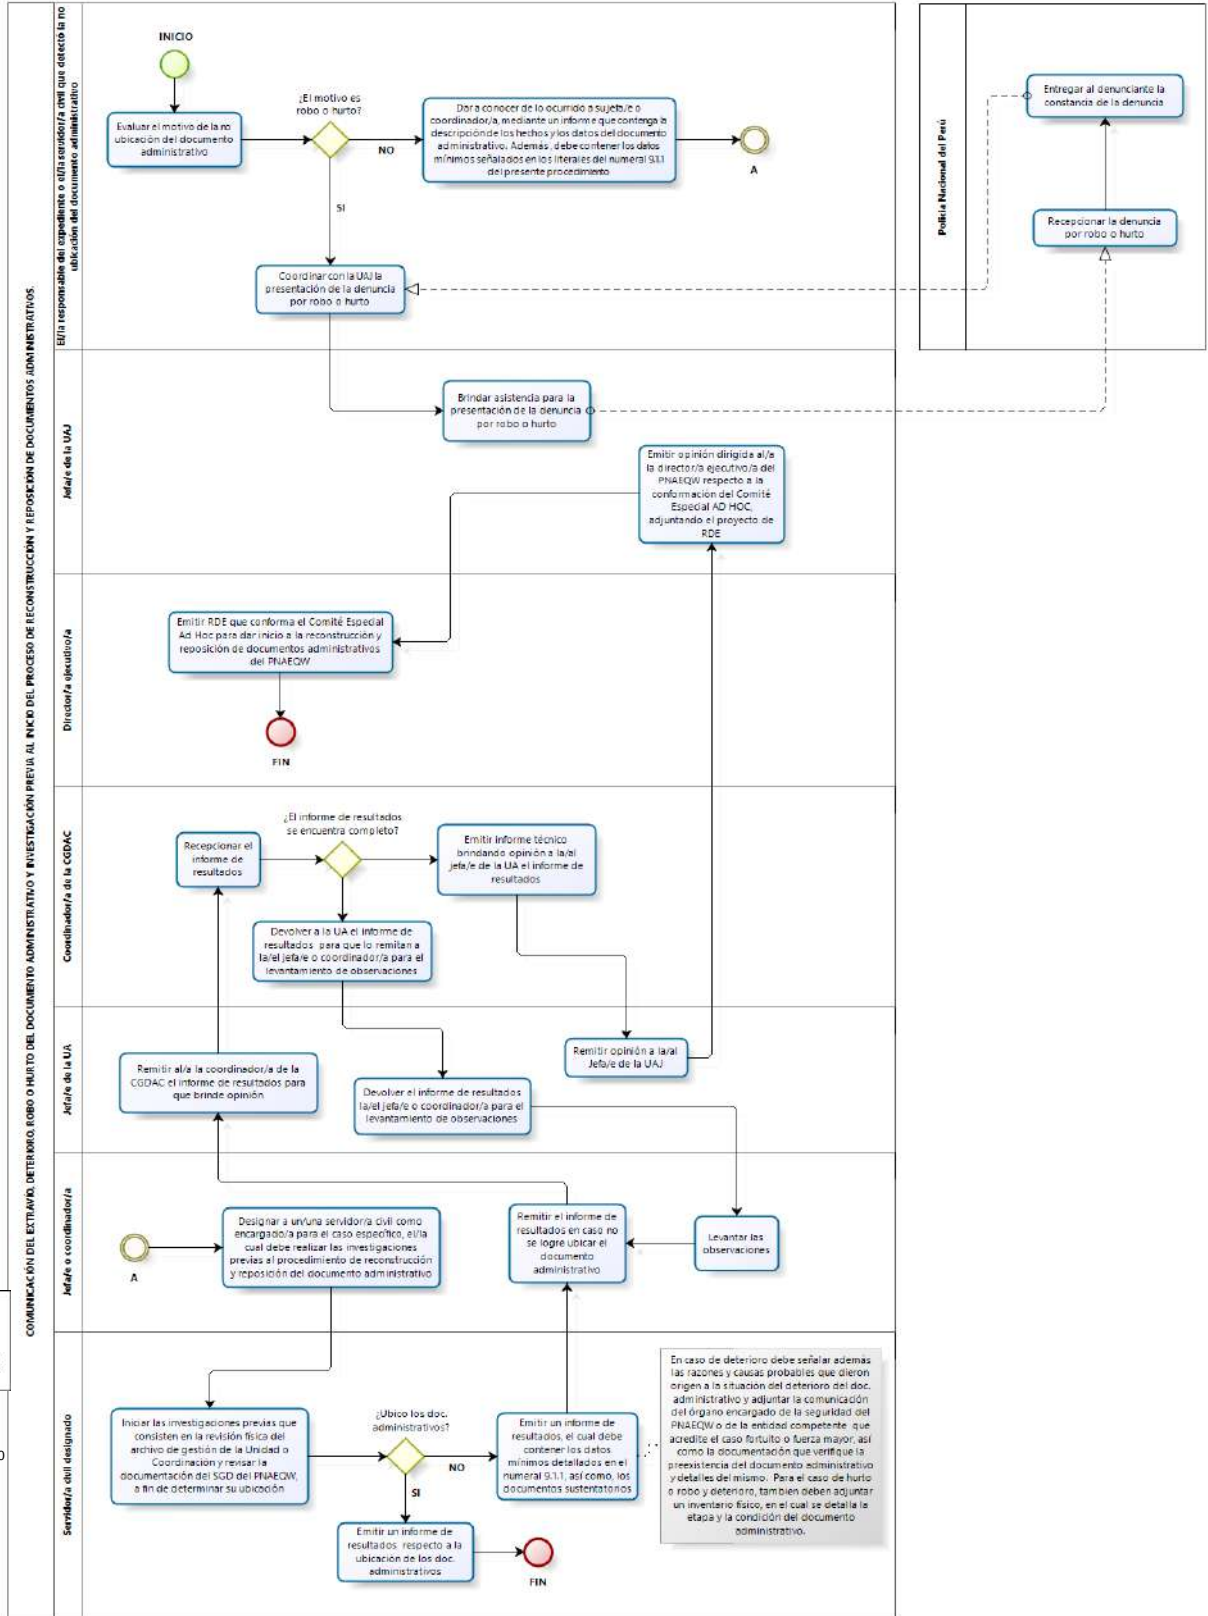 COMUNICACIÓN DEL EXTRAVÍO, DETERIORO, ROBO O HURTO DEL DOCUMENTO ADMINISTRATIVO Y INVESTIGACIÓN PREVIA AL INICIO DEL PROCESO DE RECONSTRUCCIÓN Y REPOSICIÓN DE DOCUMENTOS ADMINISTRATIVOS.
El/la responsable del expediente o el/la servidor/a civil que detectó la no
ubicación del documento administrativo
INICIO
Evaluar el motivo de la no
ubicación del documento
administrativo
¿El motivo es
robo o hurto?
NO
SI
Dar a conocer de lo ocurrido a su jefa/e o
coordinador/a, mediante un informe que contenga la
descripción de los hechos y los datos del documento
administrativo. Además, debe contener los datos
mínimos señalados en los literales del numeral 9.1.1
del presente procedimiento
A
Coordinar con la UAJ la
presentación de la denuncia
por robo o hurto
Policía Nacional del Perú
Entregar al denunciante la
constancia de la denuncia
Recepcionar la denuncia
por robo o hurto
Jefa/e de la UAJ
Brindar asistencia para la
presentación de la denuncia
por robo o hurto
Emitir opinión dirigida al/a
la director/a ejecutivo/a del
PNAEQW respecto a la
conformación del Comité
Especial AD HOC,
adjuntando el proyecto de
RDE
Director/a ejecutivo/a
Emitir RDE que conforma el Comité Especial
Ad Hoc para dar inicio a la reconstrucción y
reposición de documentos administrativos
del PNAEQW
FIN
Coordinador/a de la CGDAC
Recepcionar el
informe de
resultados
¿El informe de resultados
se encuentra completo?
Emitir informe técnico
brindando opinión a la/al
jefa/e de la UA el informe de
resultados
Devolver a la UA el informe de
resultados para que lo remitan a
la/el jefa/e o coordinador/a para el
levantamiento de observaciones
Jefa/e de la UA
Remitir al/a la coordinador/a de la
CGDAC el informe de resultados para
que brinde opinión
Remitir opinión a la/al
Jefa/e de la UAJ
Devolver el informe de resultados
la/el jefa/e o coordinador/a para el
levantamiento de observaciones
Jefa/e o coordinador/a
A
Designar a un/una servidor/a civil como
encargado/a para el caso específico, el/la
cual debe realizar las investigaciones
previas al procedimiento de reconstrucción
y reposición del documento administrativo
Remitir el informe de
resultados en caso no
se logre ubicar el
documento
administrativo
Levantar las
observaciones
Servidor/a civil designado
Iniciar las investigaciones previas que
consisten en la revisión física del
archivo de gestión de la Unidad o
Coordinación y revisar la
documentación del SGD del PNAEQW,
a fin de determinar su ubicación
¿Ubico los doc.
administrativos?
NO
SI
Emitir un informe de
resultados, el cual debe
contener los datos
mínimos detallados en el
numeral 9.1.1, así como, los
documentos sustentatorios
Emitir un informe de
resultados respecto a la
ubicación de los doc.
administrativos
FIN
En caso de deterioro debe señalar además
las razones y causas probables que dieron
origen a la situación del deterioro del doc.
administrativo y adjuntar la comunicación
del órgano encargado de la seguridad del
PNAEQW o de la entidad competente que
acredite el caso fortuito o fuerza mayor, así
como la documentación que verifique la
preexistencia del documento administrativo
y detalles del mismo. Para el caso de hurto
o robo y deterioro, tambien deben adjuntar
un inventario físico, en el cual se detalla la
etapa y la condición del documento
administrativo.
o